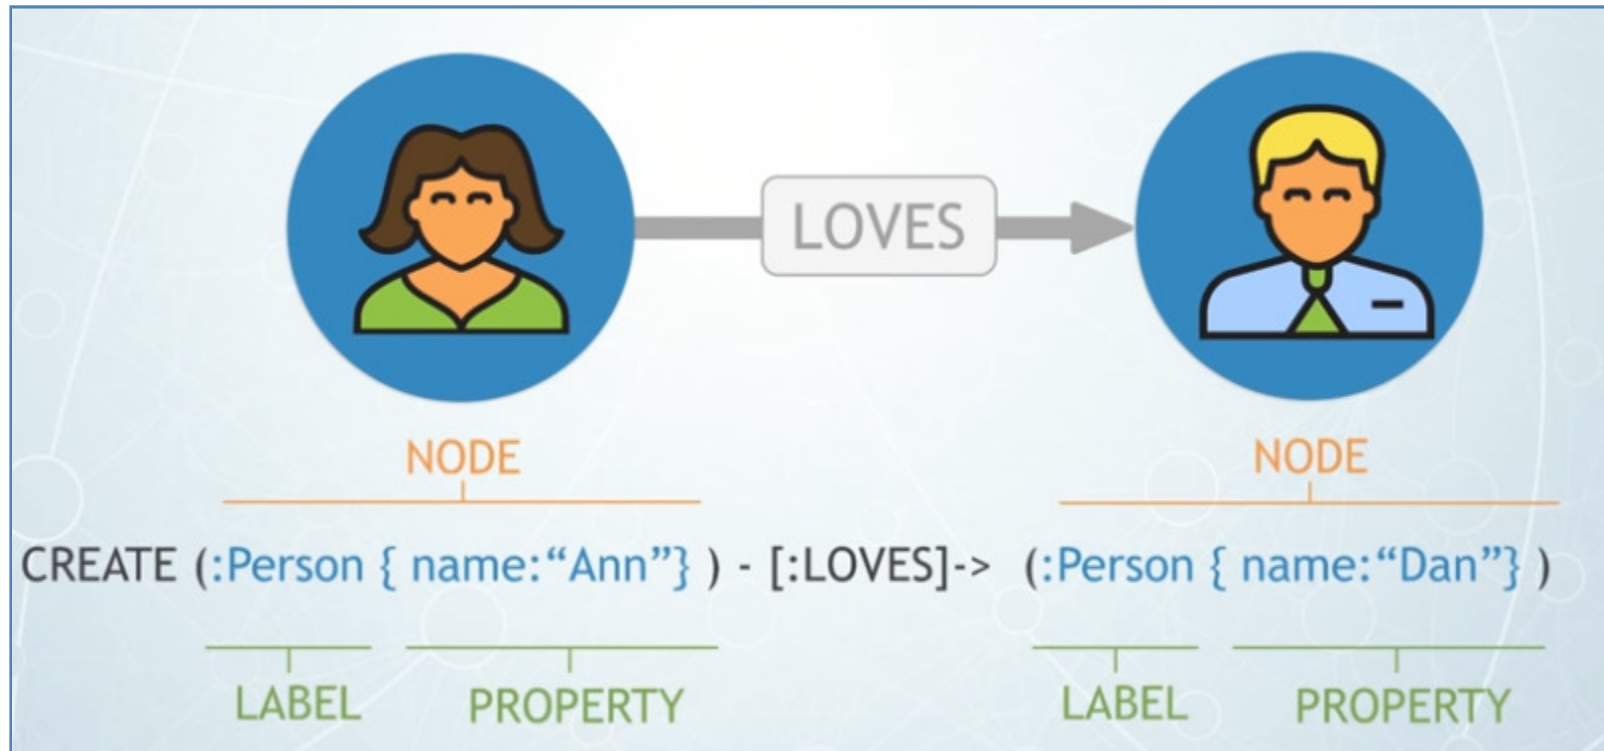 LOVES
NODE NODE
CREATE (:Person { name:“Ann”} ) - [:LOVES]-> (:Person { name:“Dan”} )
LABEL PROPERTY LABEL PROPERTY